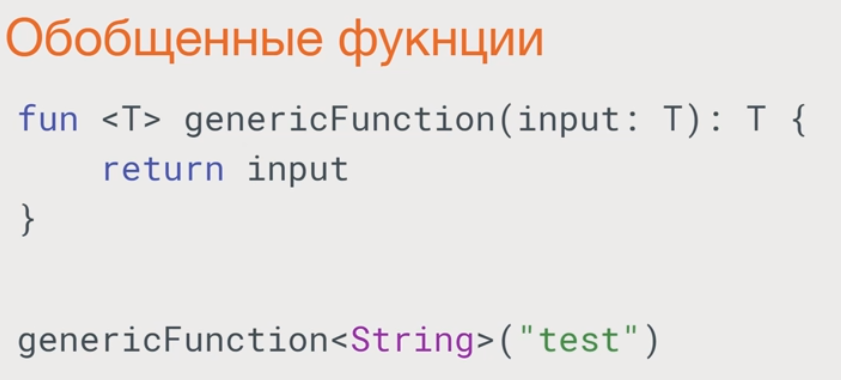 Обобщенные фукнции
fun <T> genericFunction(input: T): T {
    return input
}
genericFunction<String>("test")